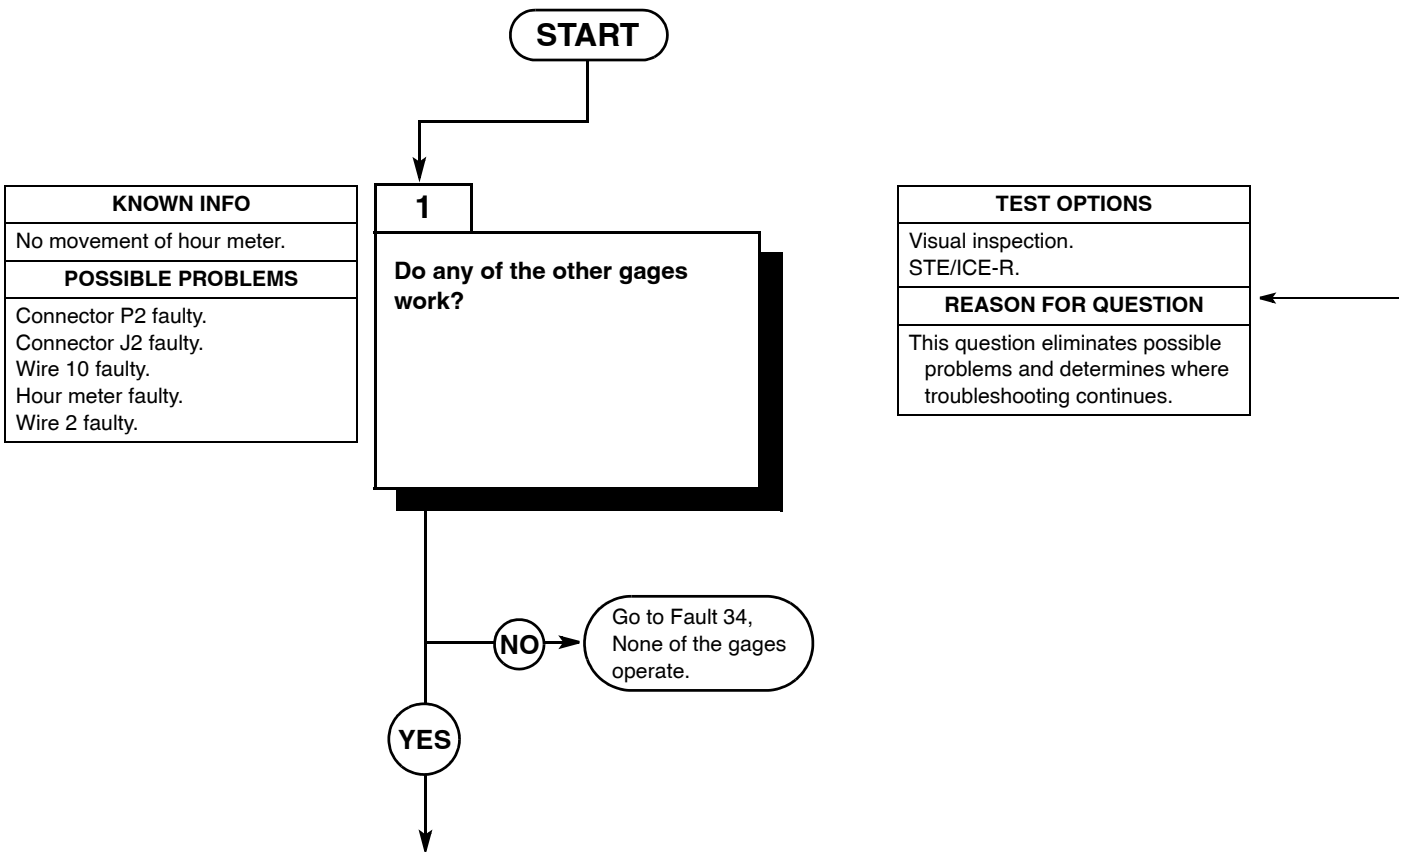 START
KNOWN INFO
No movement of hour meter.
POSSIBLE PROBLEMS
Connector P2 faulty.
Connector J2 faulty.
Wire 10 faulty.
Hour meter faulty.
Wire 2 faulty.
1
Do any of the other gages
work?
TEST OPTIONS
Visual inspection.
STE/ICE-R.
REASON FOR QUESTION
This question eliminates possible
problems and determines where
troubleshooting continues.
NO
Go to Fault 34,
None of the gages
operate.
YES